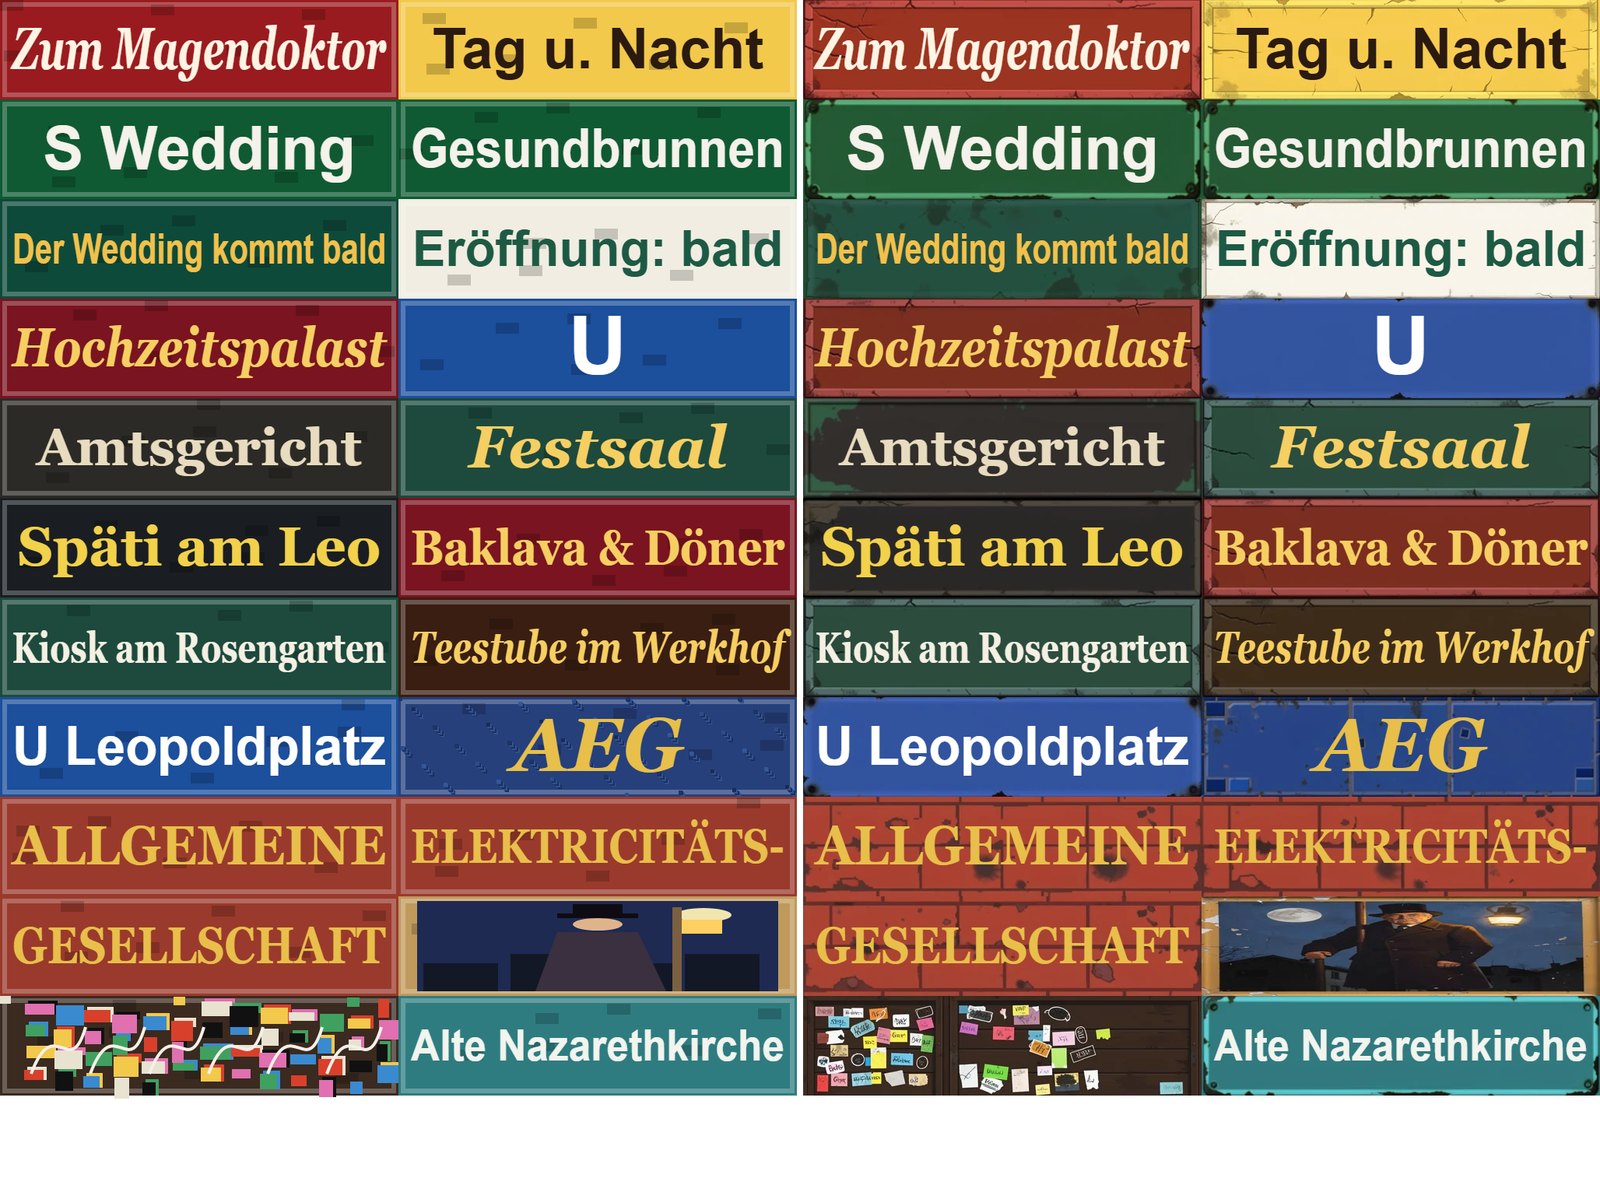 Zum Magendoktor
Tag u. Nacht
Zum Magendoktor
Tag u. Nacht
S Wedding
Gesundbrunnen
S Wedding
Gesundbrunnen
Der Wedding kommt bald
Eröffnung: bald
Der Wedding kommt bald
Eröffnung: bald
Hochzeitspalast
U
Hochzeitspalast
U
Amtsgericht
Festsaal
Amtsgericht
Festsaal
Späti am Leo
Baklava & Döner
Späti am Leo
Baklava & Döner
Kiosk am Rosengarten
Teestube im Werkhof
Kiosk am Rosengarten
Teestube im Werkhof
U Leopoldplatz
AEG
U Leopoldplatz
AEG
ALLGEMEINE
ELEKTRICITÄTS-
ALLGEMEINE
ELEKTRICITÄTS-
GESELLSCHAFT
GESELLSCHAFT
Alte Nazarethkirche
Alte Nazarethkirche